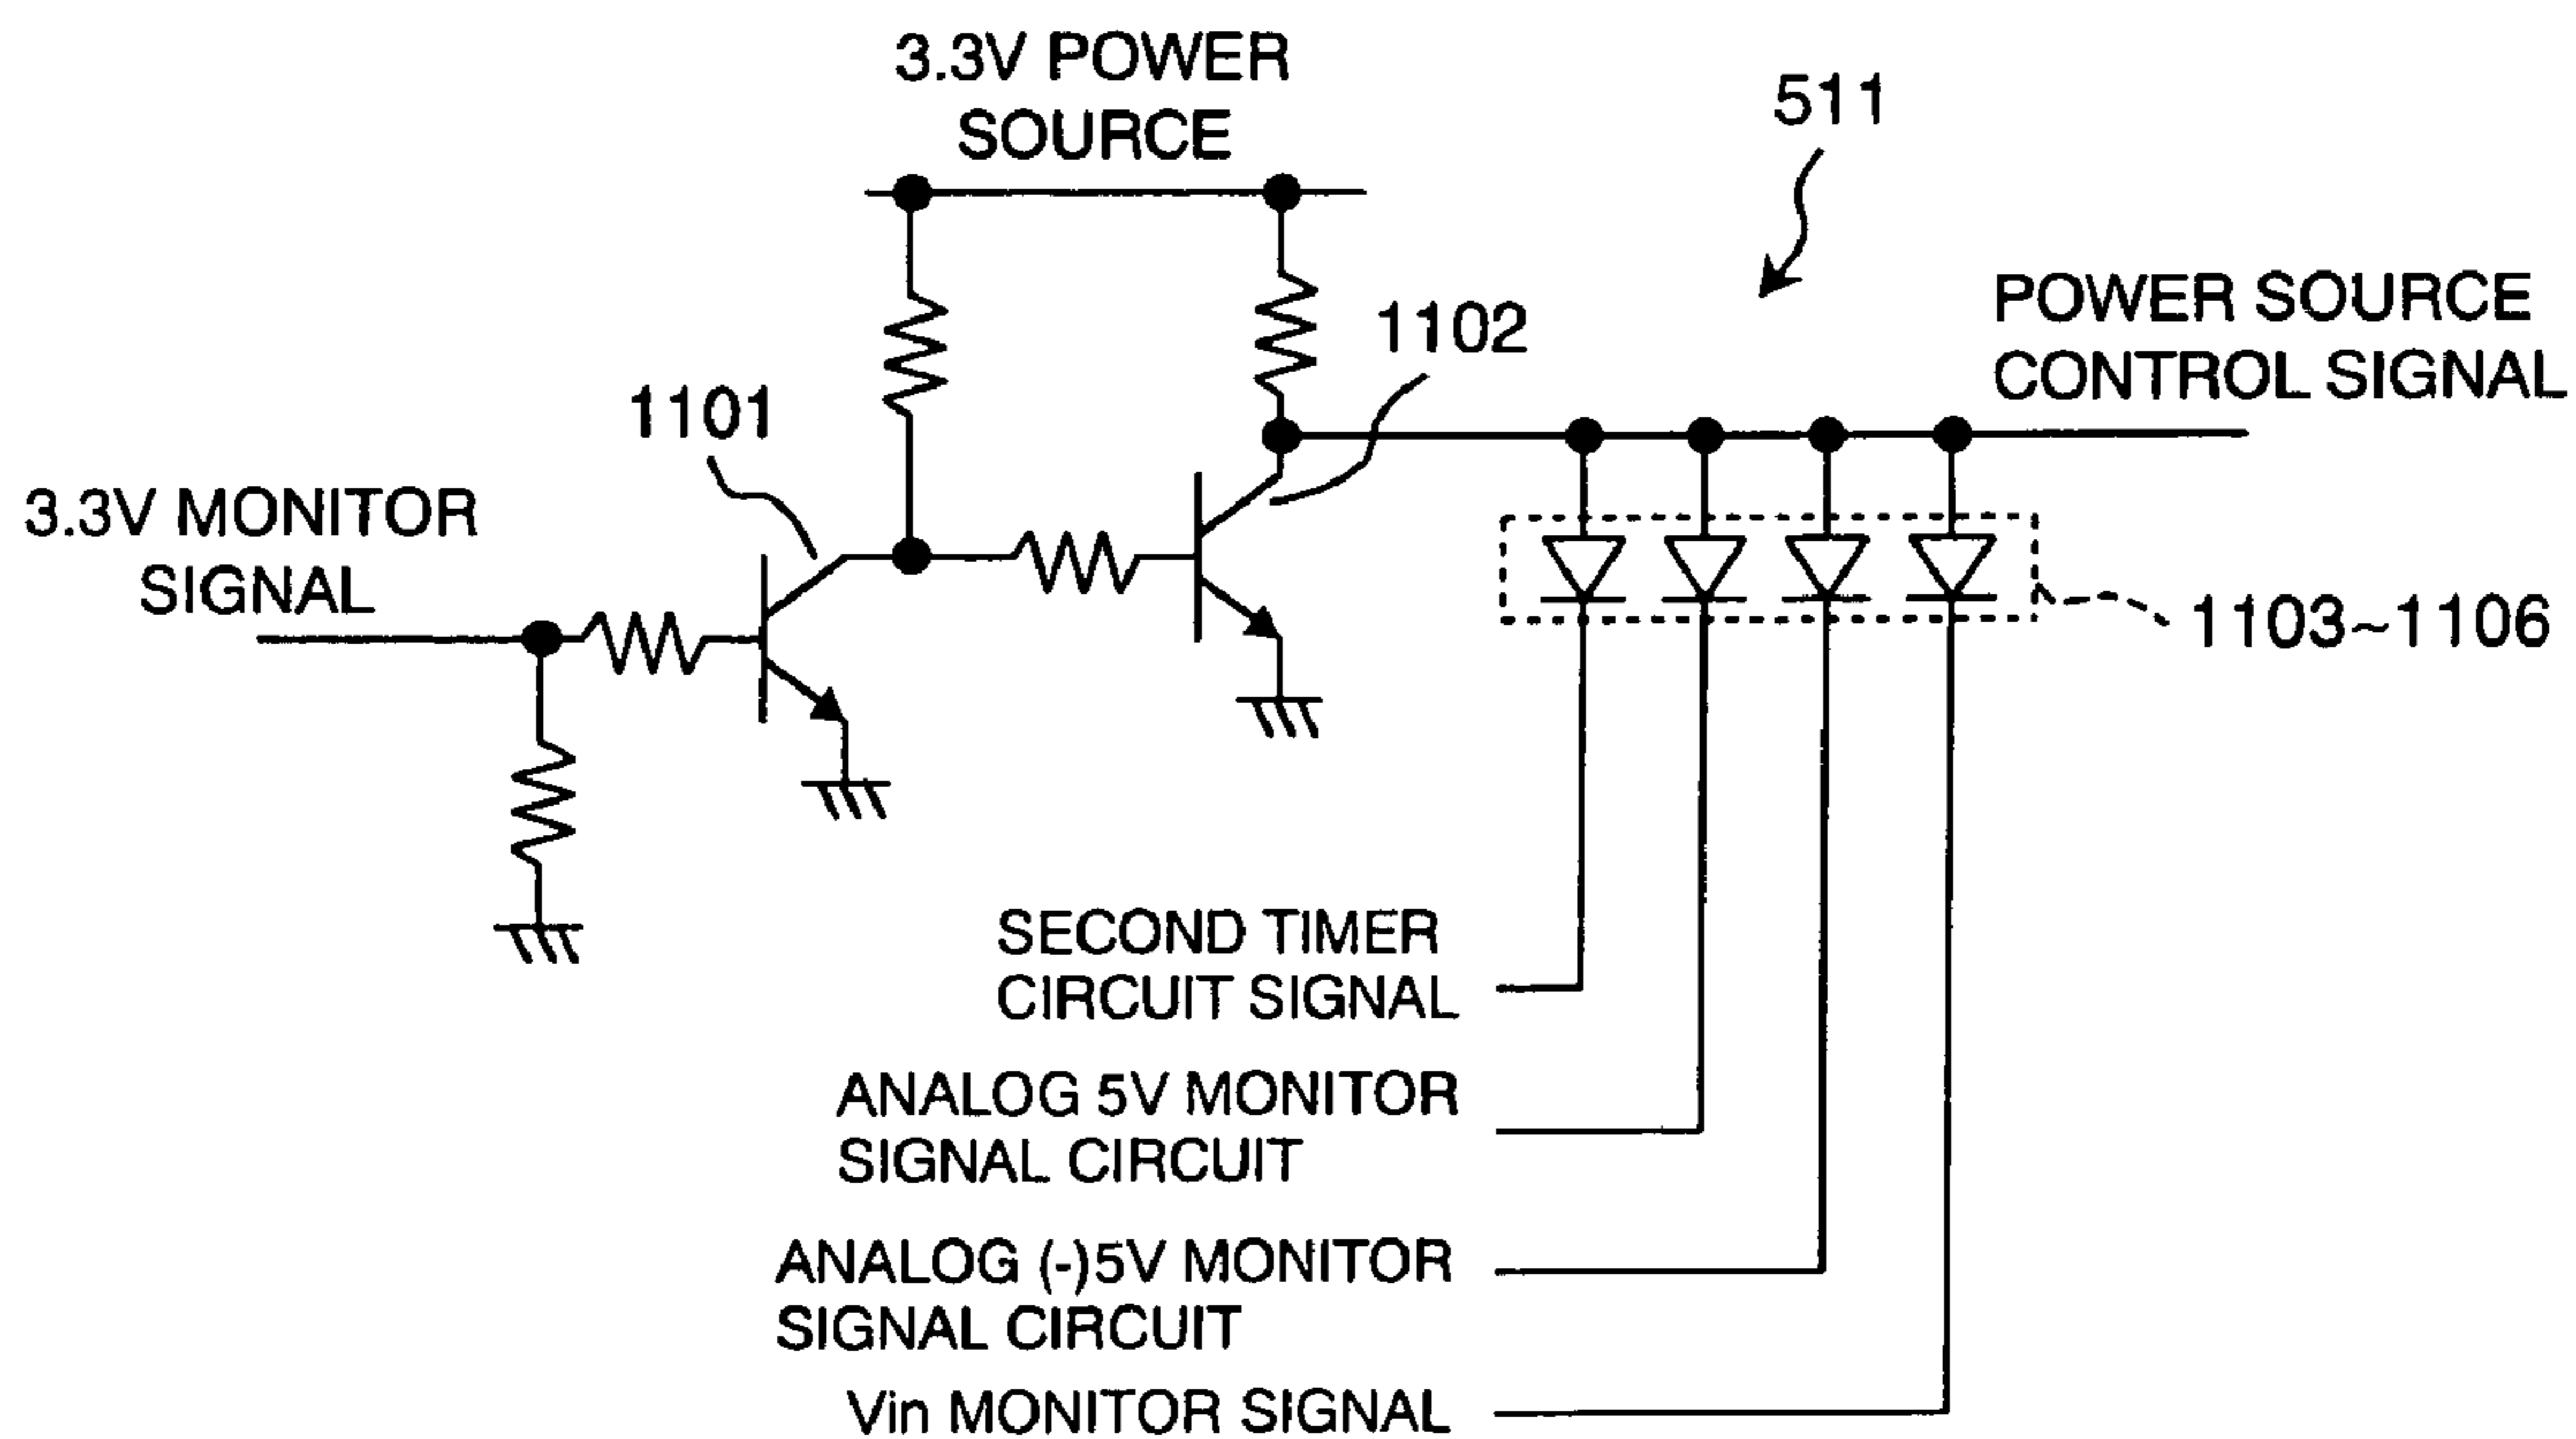 3.3V POWER
SOURCE
511
POWER SOURCE
CONTROL SIGNAL
1102
1101
3.3V MONITOR
SIGNAL
1103~1106
SECOND TIMER
CIRCUIT SIGNAL
ANALOG 5V MONITOR
SIGNAL CIRCUIT
ANALOG (-)5V MONITOR
SIGNAL CIRCUIT
Vin MONITOR SIGNAL